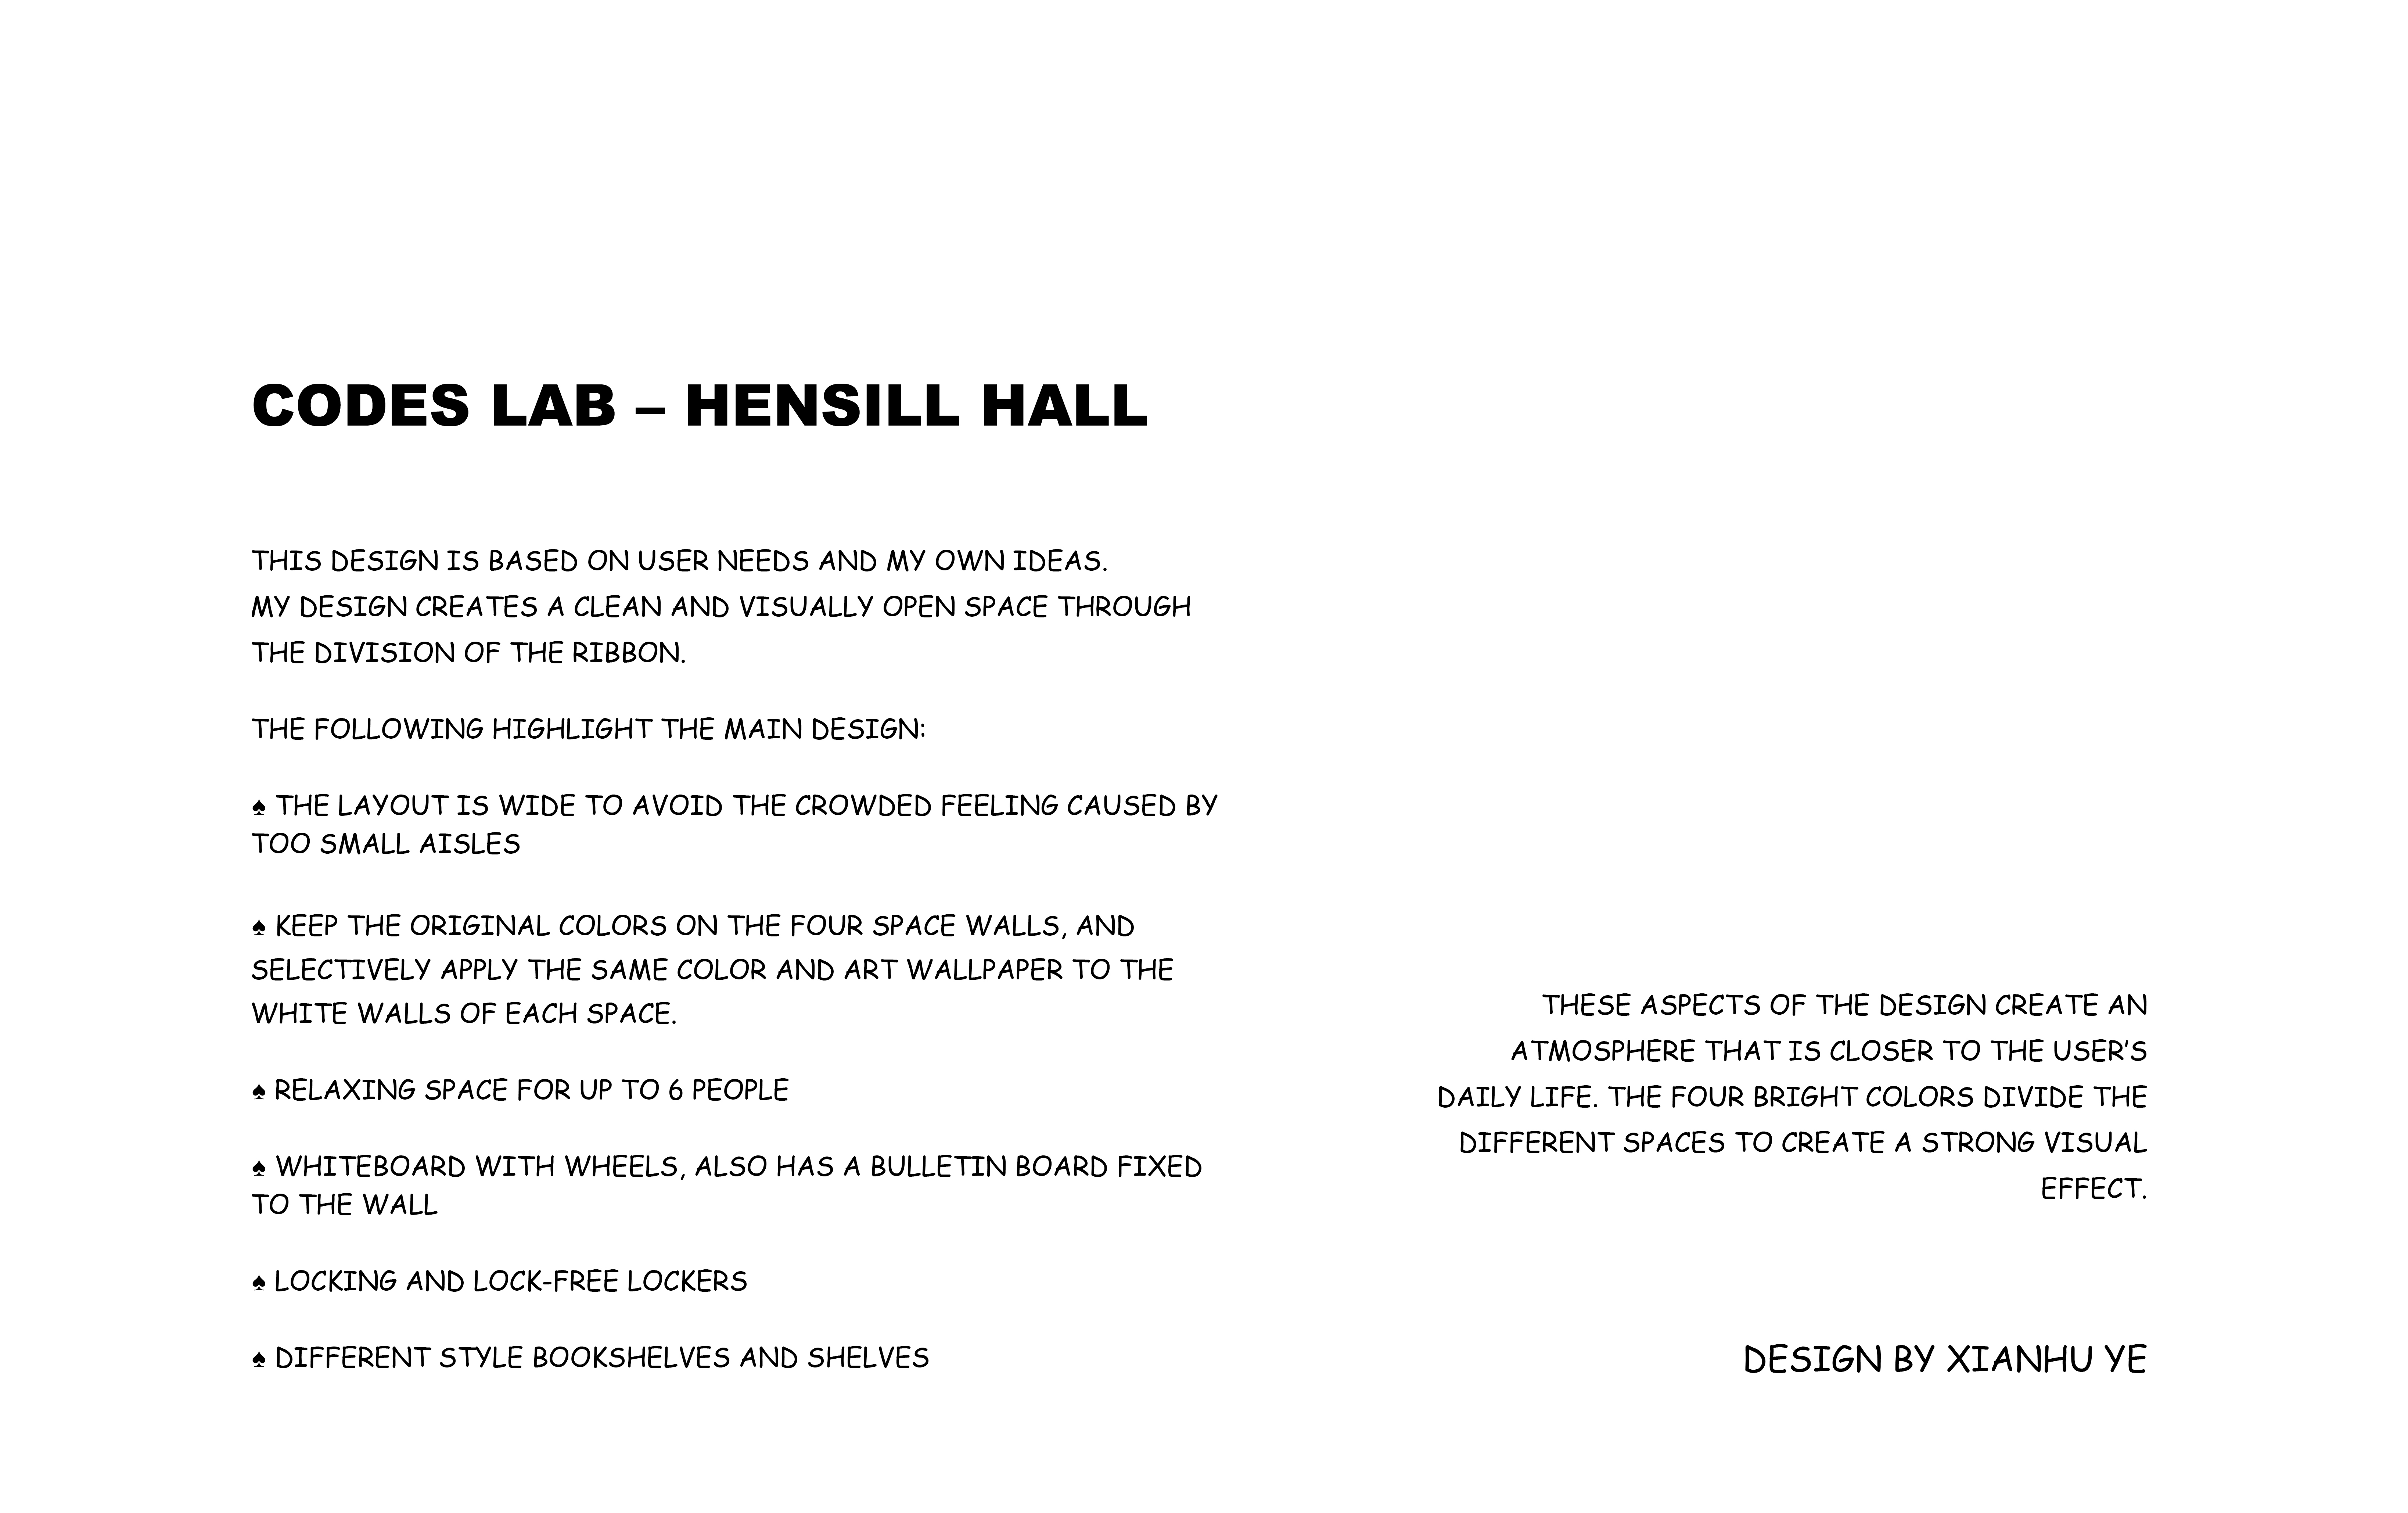 CODES LAB – HENSILL HALL
THIS DESIGN IS BASED ON USER NEEDS AND MY OWN IDEAS.
MY DESIGN CREATES A CLEAN AND VISUALLY OPEN SPACE THROUGH
THE DIVISION OF THE RIBBON.
THE FOLLOWING HIGHLIGHT THE MAIN DESIGN:
♠ THE LAYOUT IS WIDE TO AVOID THE CROWDED FEELING CAUSED BY
TOO SMALL AISLES
♠ KEEP THE ORIGINAL COLORS ON THE FOUR SPACE WALLS, AND
SELECTIVELY APPLY THE SAME COLOR AND ART WALLPAPER TO THE
WHITE WALLS OF EACH SPACE.
♠ RELAXING SPACE FOR UP TO 6 PEOPLE
♠ WHITEBOARD WITH WHEELS, ALSO HAS A BULLETIN BOARD FIXED
TO THE WALL
♠ LOCKING AND LOCK-FREE LOCKERS
♠ DIFFERENT STYLE BOOKSHELVES AND SHELVES
THESE ASPECTS OF THE DESIGN CREATE AN
ATMOSPHERE THAT IS CLOSER TO THE USER’S
DAILY LIFE. THE FOUR BRIGHT COLORS DIVIDE THE
DIFFERENT SPACES TO CREATE A STRONG VISUAL
EFFECT.
DESIGN BY XIANHU YE